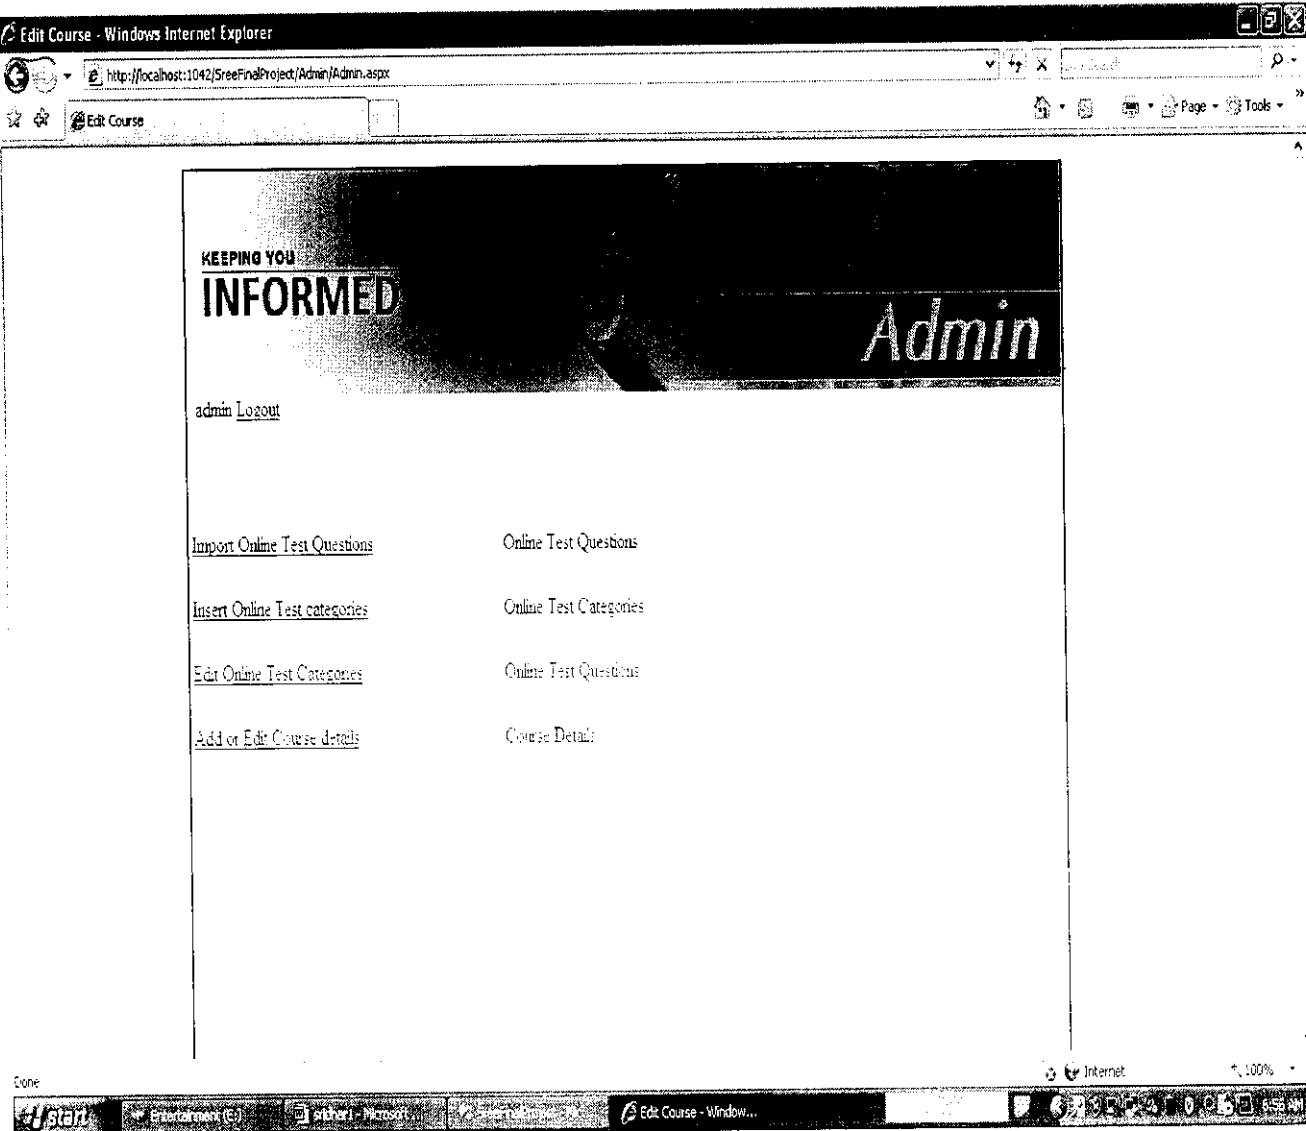 Edit Course - Windows Internet Explorer
http://localhost:1042/SreeFinalProject/Admin/Admin.aspx
Edit Course
Page
Tools
KEEPING YOU
INFORMED
Admin
admin Logout
Import Online Test Questions
Online Test Questions
Insert Online Test categories
Online Test Categories
Edit Online Test Categories
Online Test Questions
Add or Edit Course details
Course Details
Done
Internet
100%
start
Entertainment (E:)
sridhar1 - Microsof...
Edit Course - Window...